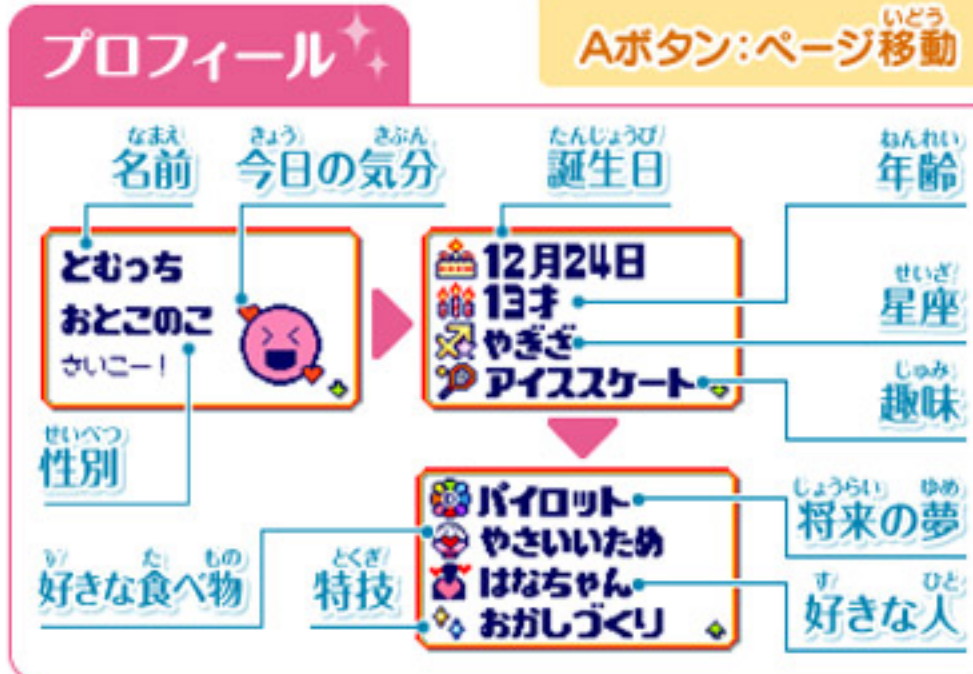 プロフィール
Aボタン：ページ移動
いどう
なまえ
名前
きょう きぶん
今日の気分
たんじょうび
誕生日
ねんれい
年齢
とむっち
おとこのこ
さいこー！
12月24日
13才
やぎざ
アイススケート
せいざ
星座
じゅみ
趣味
せいべつ
性別
パイロット
やさいいため
はなちゃん
おかしづくり
しょうらい ゆめ
将来の夢
す た もの
好きな食べ物
とくぎ
特技
す ひと
好きな人